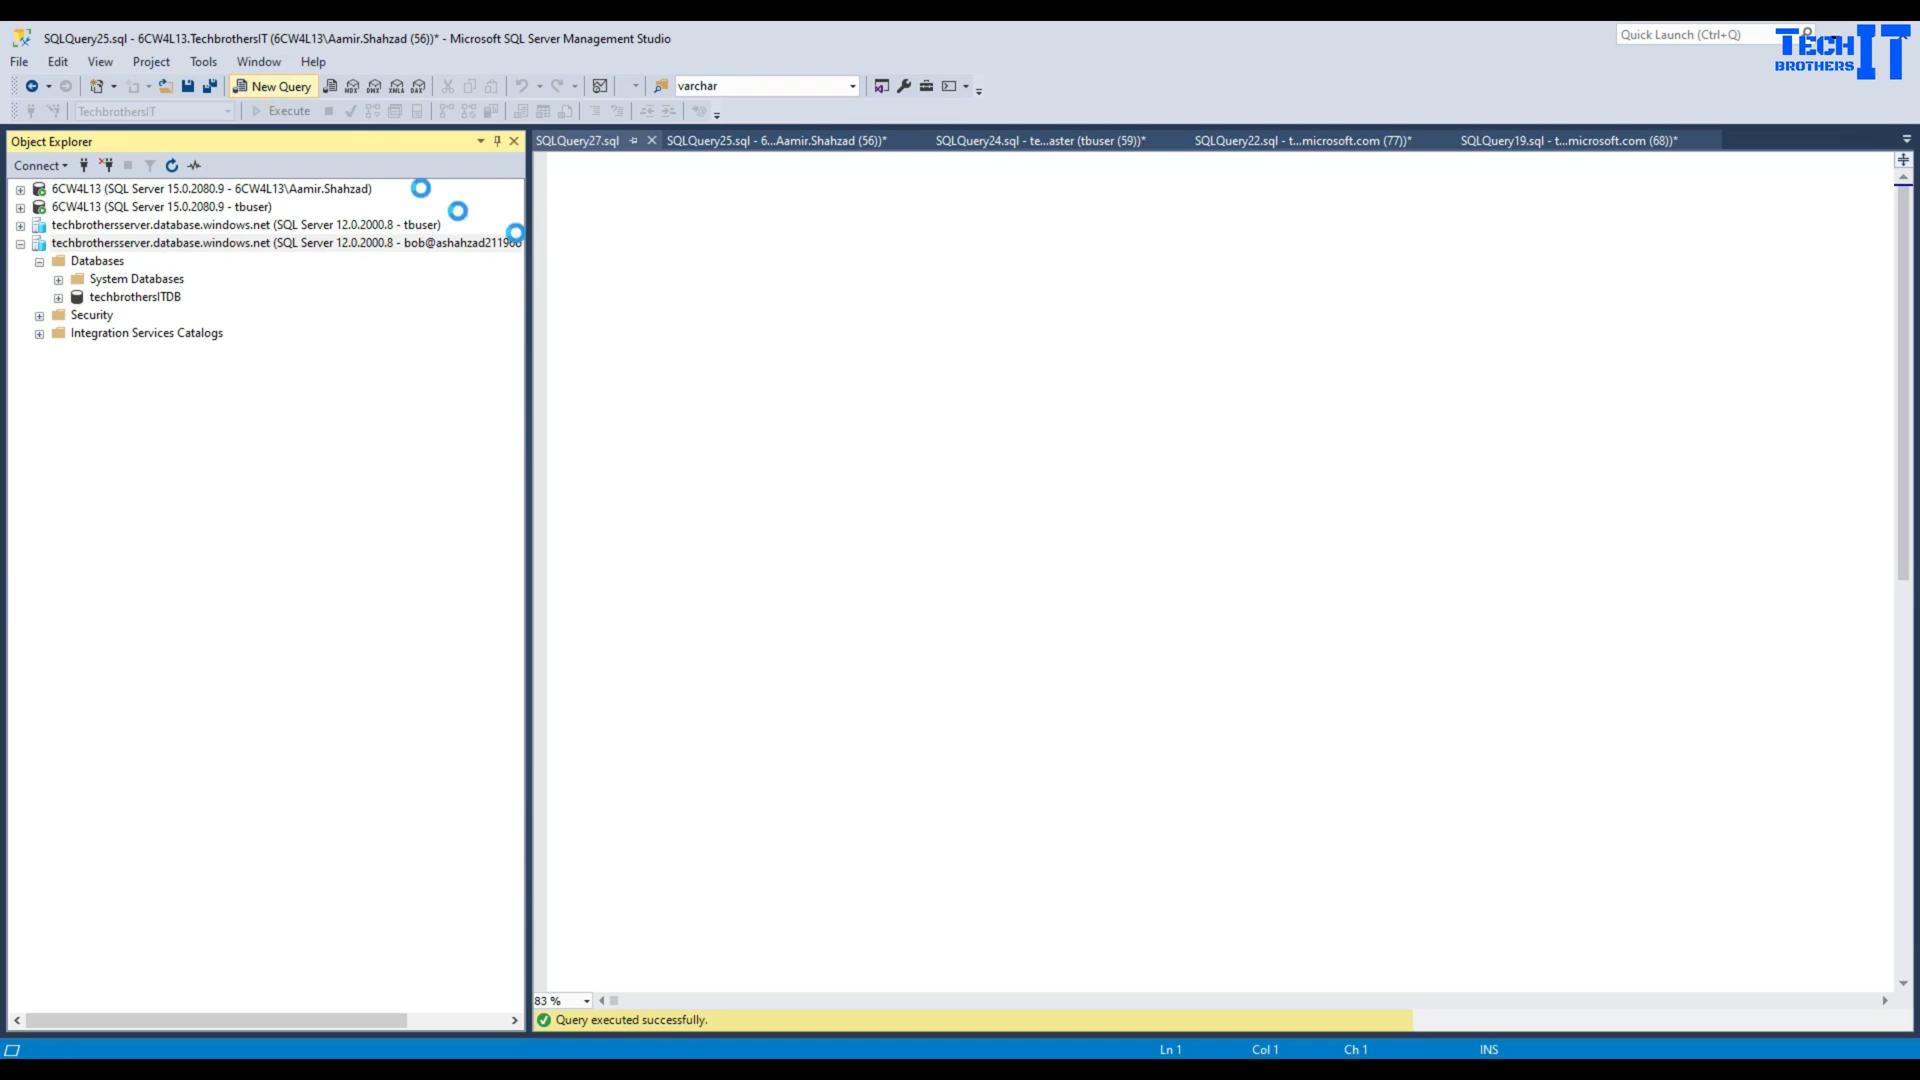 SQLQuery25.sql - 6CW4L13.TechbrothersIT (6CW4L13\Aamir.Shahzad (56))* - Microsoft SQL Server Management Studio
Quick Launch (Ctrl+Q)
TECH BROTHERS IT
File Edit View Project Tools Window Help
New Query
MDX DMX XMLA DAX
varchar
TechbrothersIT
Execute
Object Explorer
SQLQuery27.sql
SQLQuery25.sql - 6...Aamir.Shahzad (56))*
SQLQuery24.sql - te...aster (tbuser (59))*
SQLQuery22.sql - t...microsoft.com (77))*
SQLQuery19.sql - t...microsoft.com (68))*
Connect
6CW4L13 (SQL Server 15.0.2080.9 - 6CW4L13\Aamir.Shahzad)
6CW4L13 (SQL Server 15.0.2080.9 - tbuser)
techbrothersserver.database.windows.net (SQL Server 12.0.2000.8 - tbuser)
techbrothersserver.database.windows.net (SQL Server 12.0.2000.8 -
Databases
System Databases
techbrothersITDB
Security
Integration Services Catalogs
83 %
Query executed successfully.
Ln 1 Col 1 Ch 1 INS